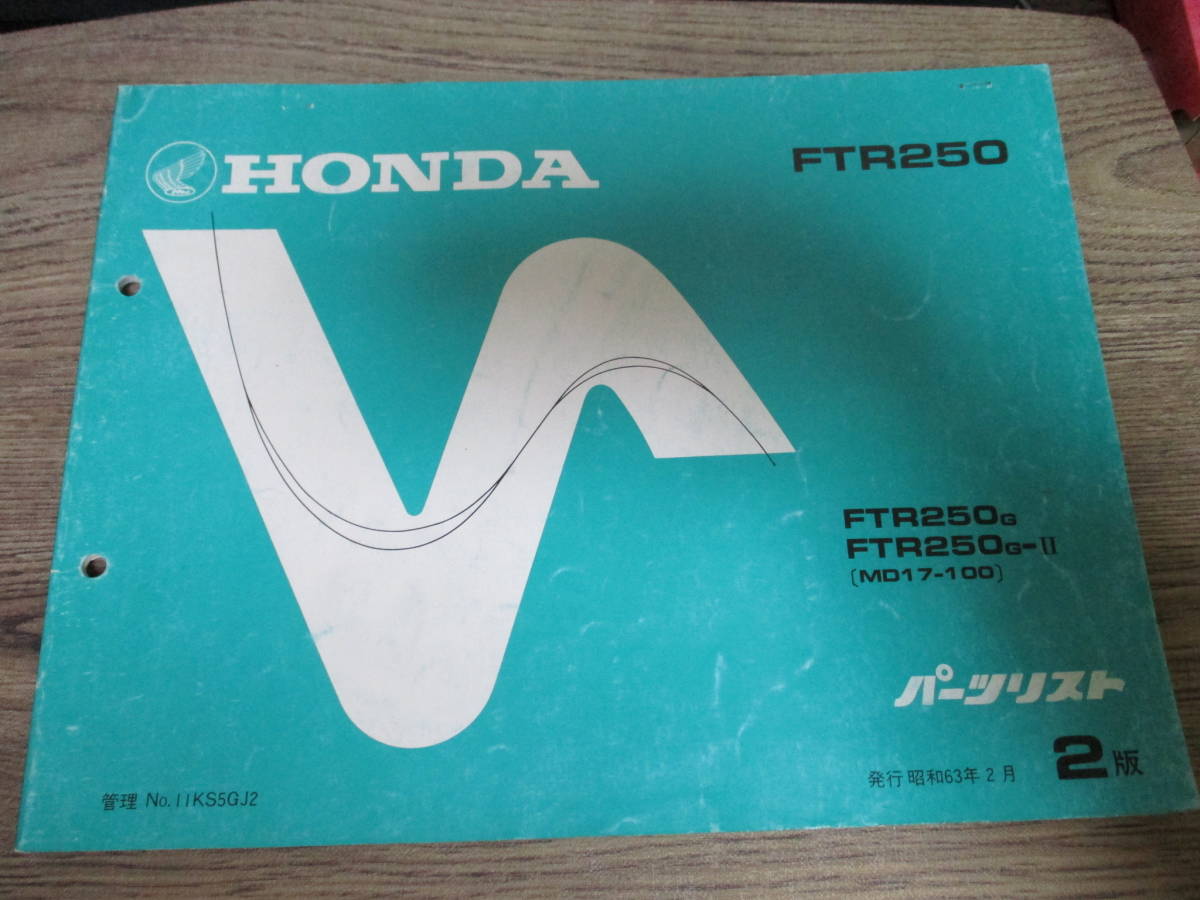 HONDA
FTR250
FTR250G
FTR250G-II
(MD17-100)
パーツリスト
発行 昭和63年2月 2版
管理 No.11KS5GJ2